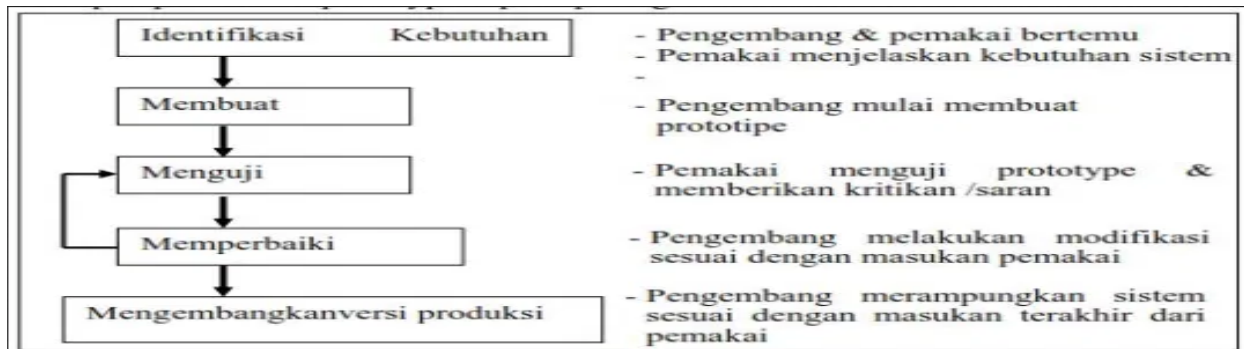 Identifikasi Kebutuhan
- Pengembang & pemakai bertemu
- Pemakai menjelaskan kebutuhan sistem
-
Membuat
- Pengembang mulai membuat
prototipe
Menguji
- Pemakai menguji prototype &
memberikan kritikan /saran
Memperbaiki
- Pengembang melakukan modifikasi
sesuai dengan masukan pemakai
Mengembangkanversi produksi
- Pengembang merampungkan sistem
sesuai dengan masukan terakhir dari
pemakai